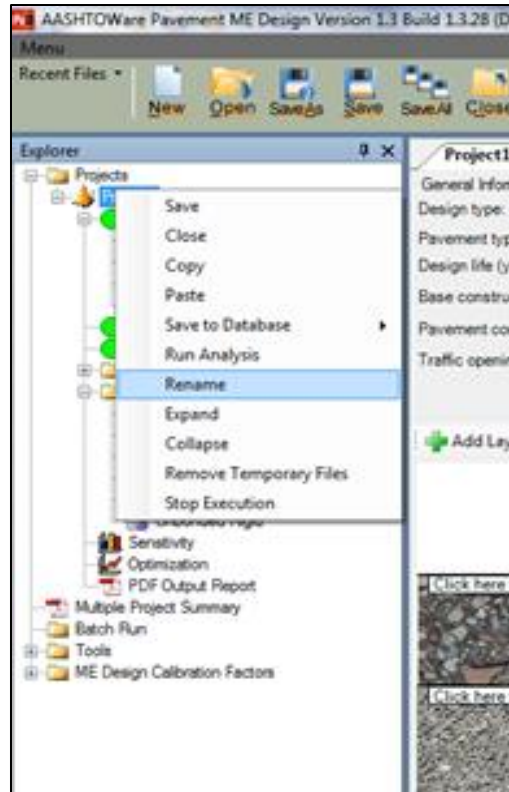 AASHTOWare Pavement ME Design Version 1.3 Build 1.3.28 (D
Menu
Recent Files
New Open SaveAs Save SaveAll Close
Explorer
Project1
Projects
General Infor
Design type:
Pavement typ
Design life (y
Base constru
Pavement co
Traffic openin
Save
Close
Copy
Paste
Save to Database
Run Analysis
Rename
Expand
Collapse
Remove Temporary Files
Stop Execution
Add Lay
Unbonded Rigid
Sensitivity
Optimization
PDF Output Report
Multiple Project Summary
Batch Run
Tools
ME Design Calibration Factors
Click here
Click here